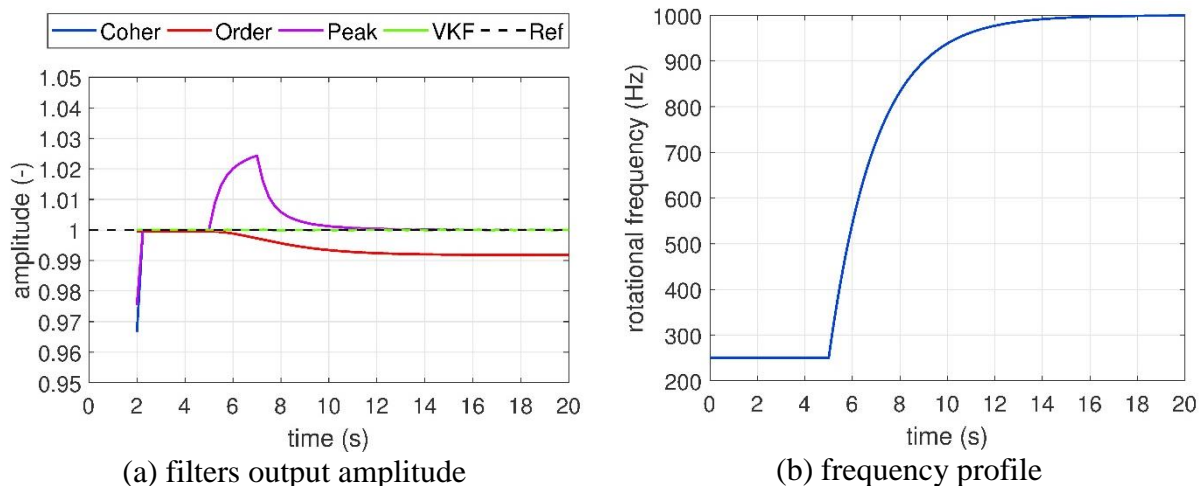 Coher Order Peak VKF Ref
1.05
1.04
1.03
1.02
1.01
1
0.99
0.98
0.97
0.96
0.95
amplitude (-)
0 2 4 6 8 10 12 14 16 18 20
time (s)
(a) filters output amplitude
1000
900
800
700
600
500
400
300
200
rotational frequency (Hz)
0 2 4 6 8 10 12 14 16 18 20
time (s)
(b) frequency profile